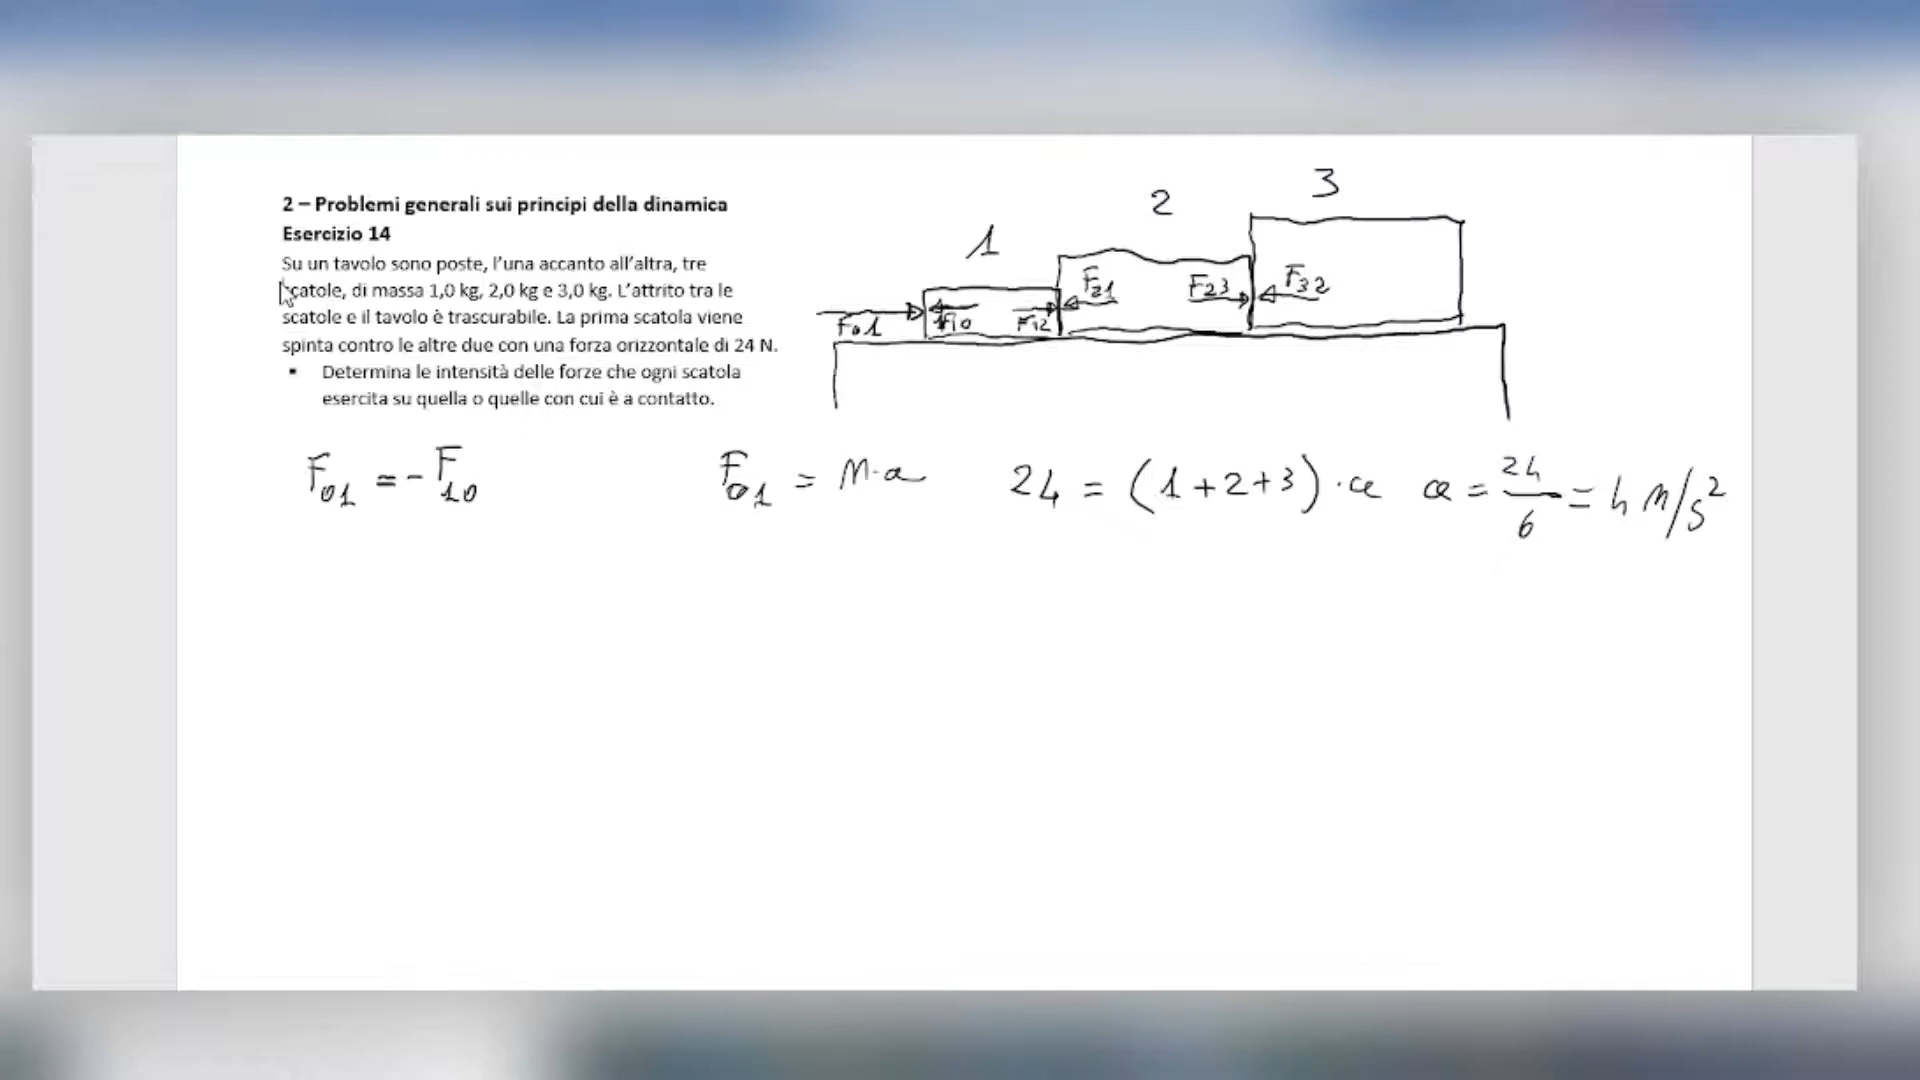 2 – Problemi generali sui principi della dinamica
Esercizio 14
Su un tavolo sono poste, l'una accanto all'altra, tre
scatole, di massa 1,0 kg, 2,0 kg e 3,0 kg. L'attrito tra le
scatole e il tavolo è trascurabile. La prima scatola viene
spinta contro le altre due con una forza orizzontale di 24 N.
▪ Determina le intensità delle forze che ogni scatola
esercita su quella o quelle con cui è a contatto.
1
2
3
F01
F10
F12
F21
F23
F32
F01 = - F10
F01 = M·a
24 = (1+2+3)·a
a = 24/6 = 4 m/s²